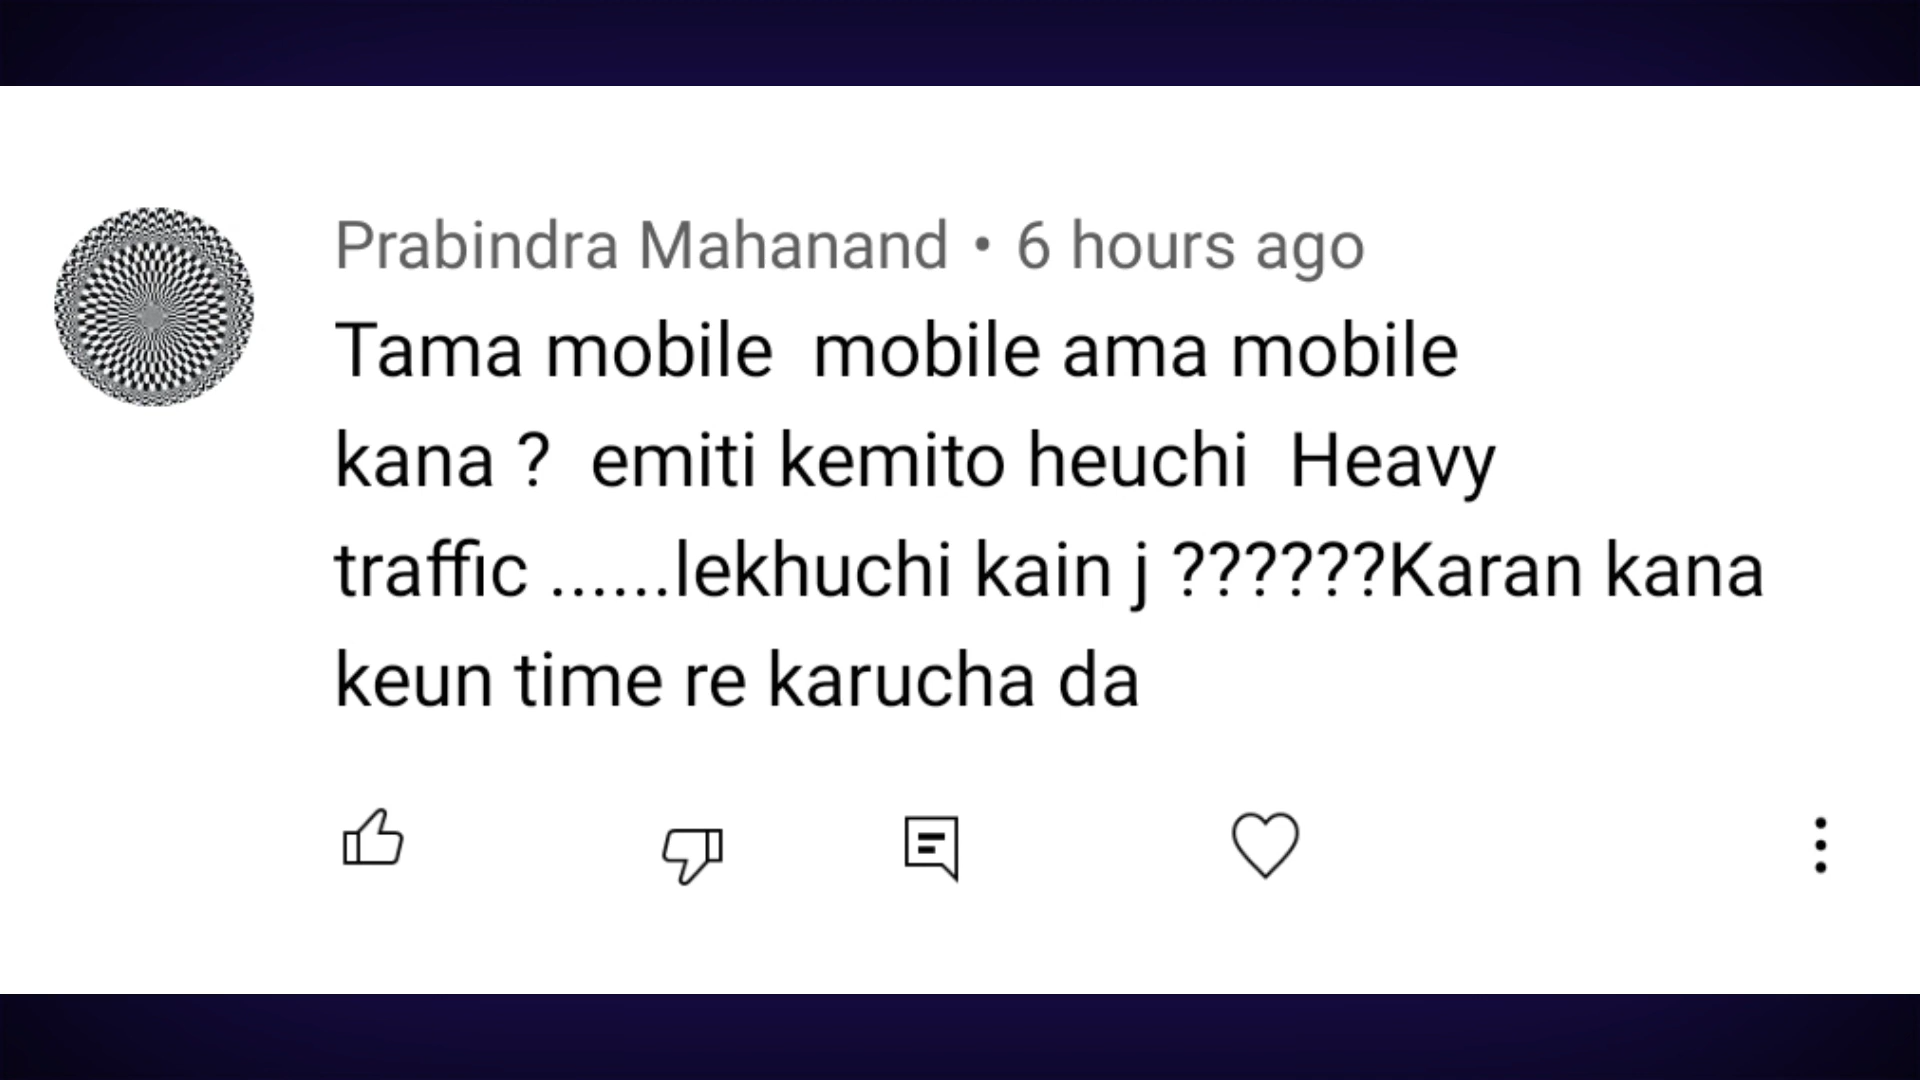 Prabindra Mahanand • 6 hours ago
Tama mobile  mobile ama mobile
kana ?  emiti kemito heuchi  Heavy
traffic ......lekhuchi kain j ??????Karan kana
keun time re karucha da